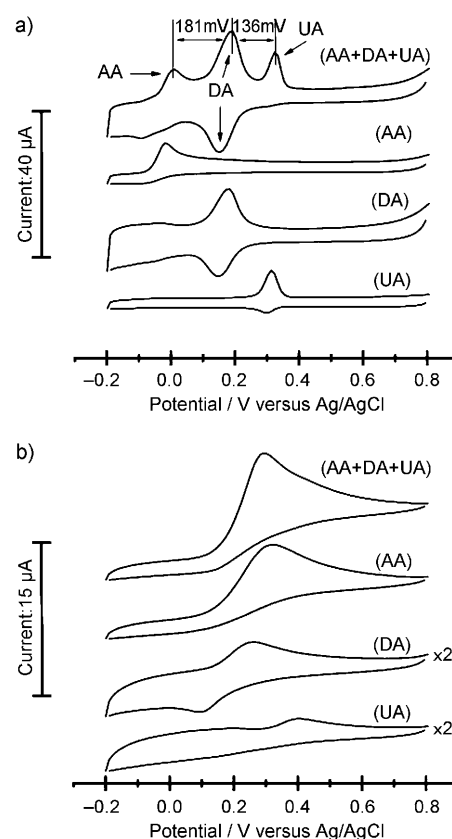 a)
181mV 136mV
UA
AA
(AA+DA+UA)
DA
(AA)
(DA)
(UA)
Current:40 µA
−0.2 0.0 0.2 0.4 0.6 0.8
Potential / V versus Ag/AgCl
b)
(AA+DA+UA)
(AA)
(DA)
x2
(UA)
x2
Current:15 µA
−0.2 0.0 0.2 0.4 0.6 0.8
Potential / V versus Ag/AgCl